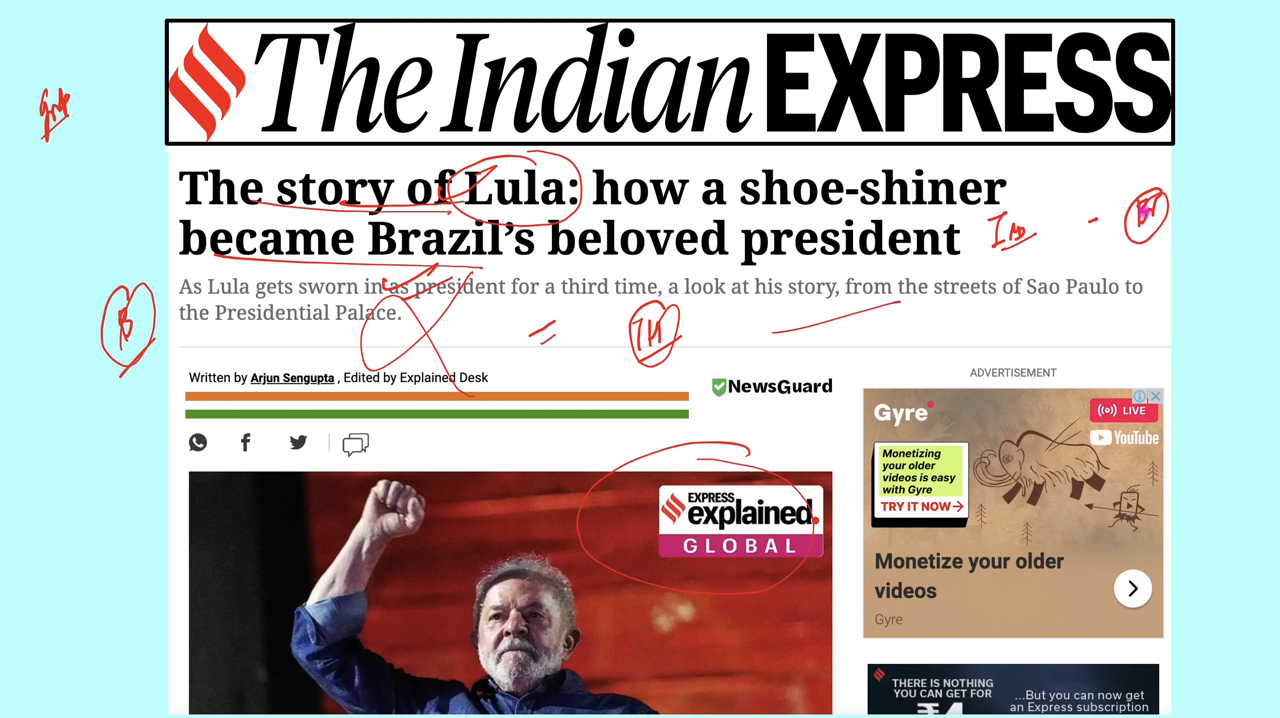 The Indian EXPRESS
The story of Lula: how a shoe-shiner
became Brazil's beloved president
As Lula gets sworn in as president for a third time, a look at his story, from the streets of Sao Paulo to
the Presidential Palace.
Written by Arjun Sengupta , Edited by Explained Desk
NewsGuard
EXPRESS
explained.
GLOBAL
ADVERTISEMENT
Gyre
LIVE
YouTube
Monetizing
your older
videos is easy
with Gyre
TRY IT NOW→
Monetize your older
videos
Gyre
THERE IS NOTHING
YOU CAN GET FOR
...But you can now get
an Express subscription